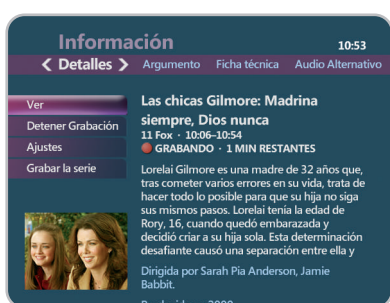 Información
10:53
< Detalles > Argumento Ficha técnica Audio Alternativo
Ver
Detener Grabación
Ajustes
Grabar la serie
Las chicas Gilmore: Madrina
siempre, Dios nunca
11 Fox · 10:06–10:54
GRABANDO · 1 MIN RESTANTES
Lorelai Gilmore es una madre de 32 años que,
tras cometer varios errores en su vida, trata de
hacer todo lo posible para que su hija no siga
sus mismos pasos. Lorelai tenía la edad de
Rory, 16, cuando quedó embarazada y
decidió criar a su hija sola. Esta determinación
desafiante causó una separación entre ella y
Dirigida por Sarah Pia Anderson, Jamie
Babbit.